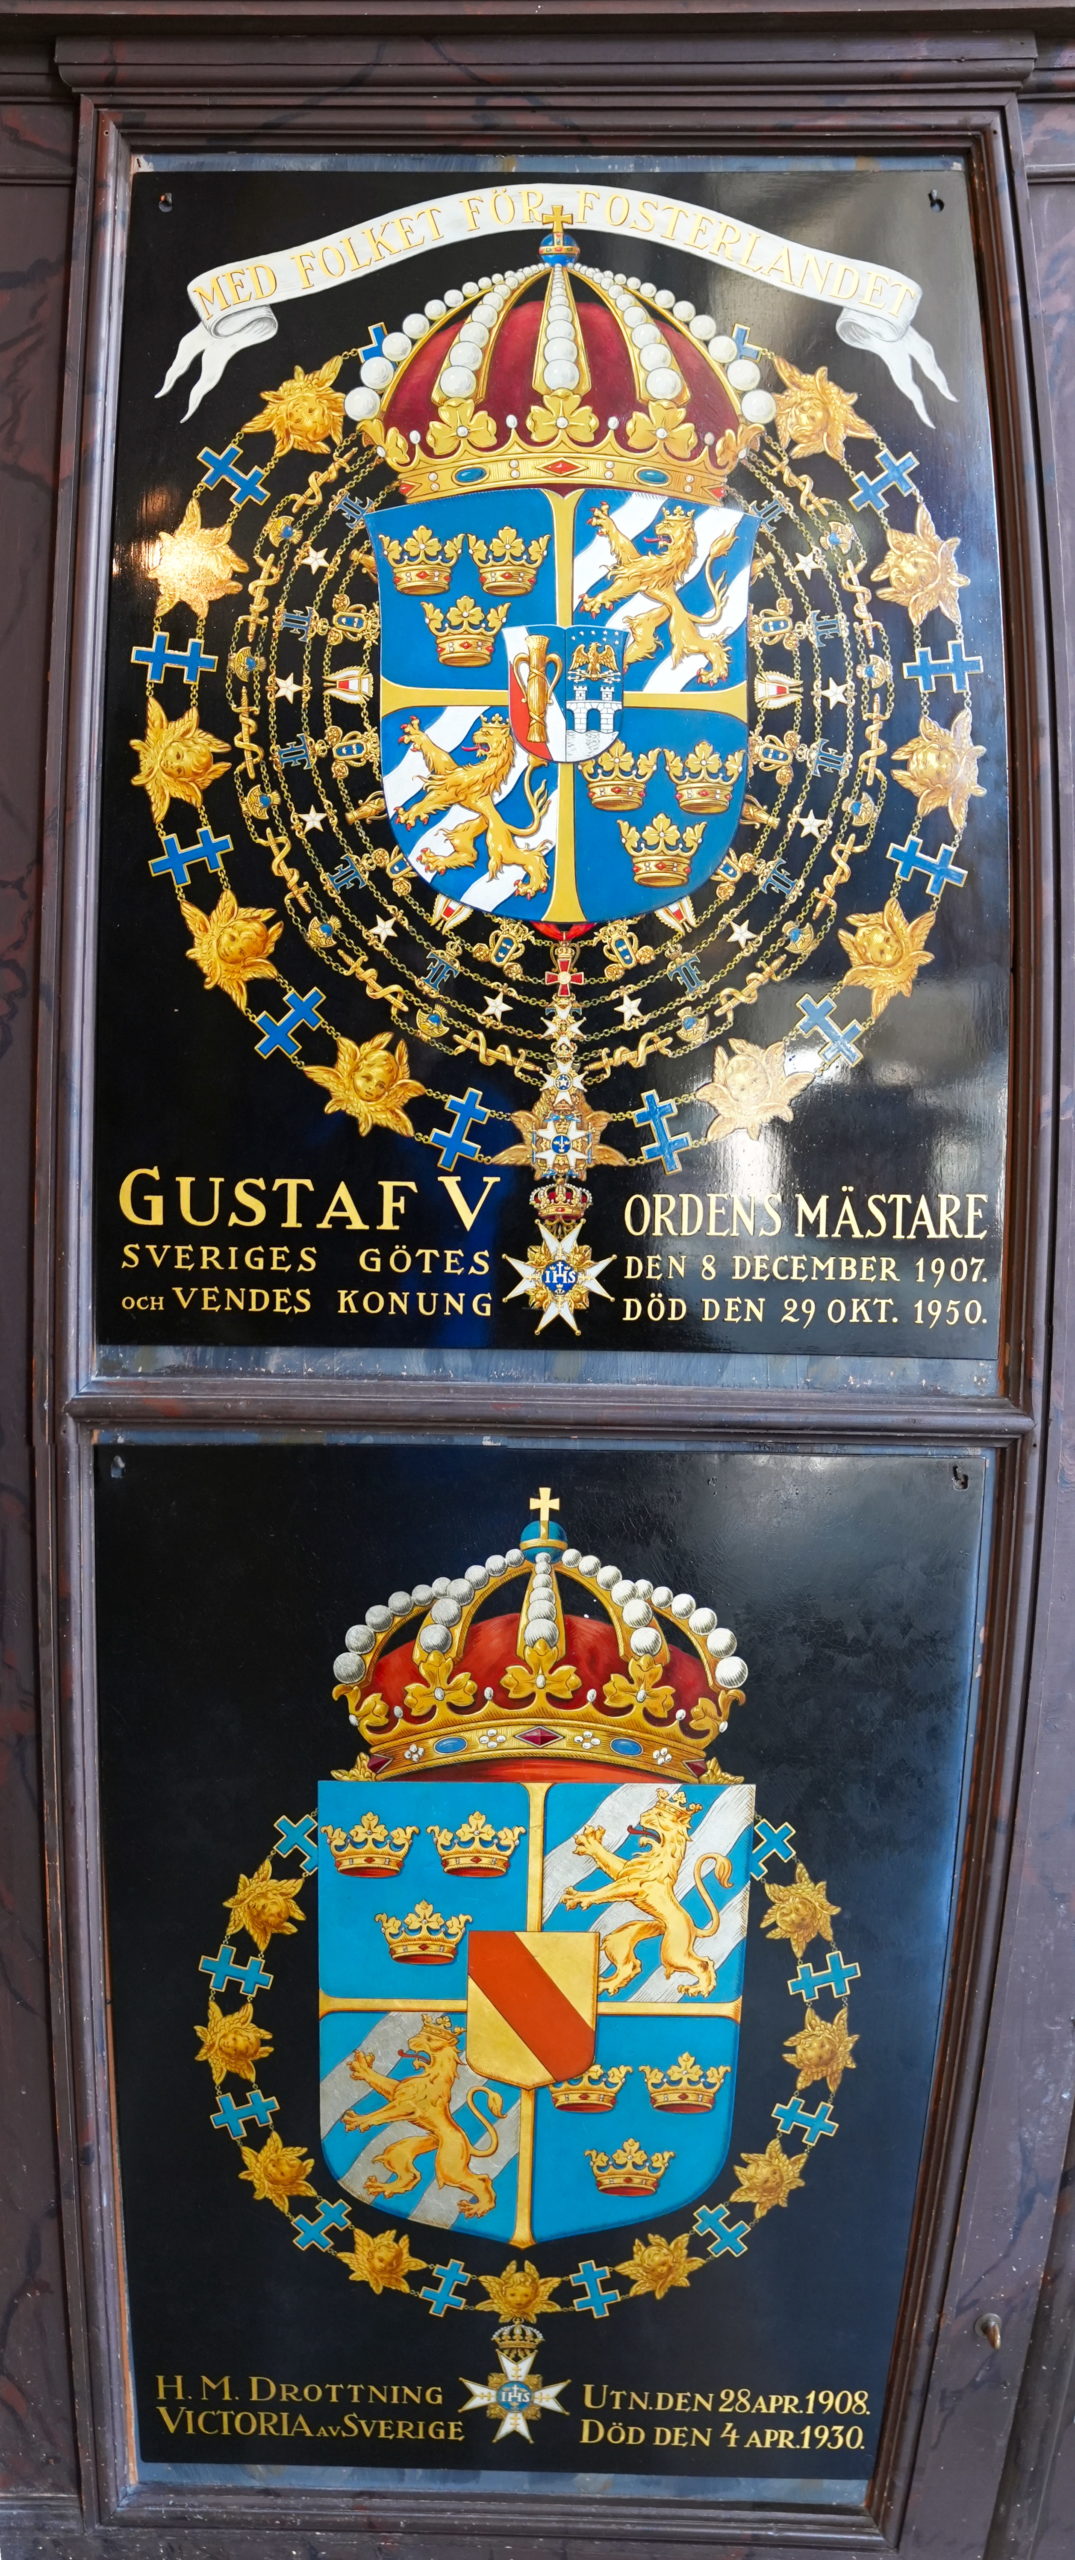 MED FOLKET FÖR FOSTERLANDET
GUSTAF V
SVERIGES GÖTES
OCH VENDES KONUNG
IHS
ORDENS MÄSTARE
DEN 8 DECEMBER 1907.
DÖD DEN 29 OKT. 1950.
H. M. DROTTNING
VICTORIA AV SVERIGE
IHS
UTN. DEN 28 APR. 1908.
DÖD DEN 4 APR. 1930.